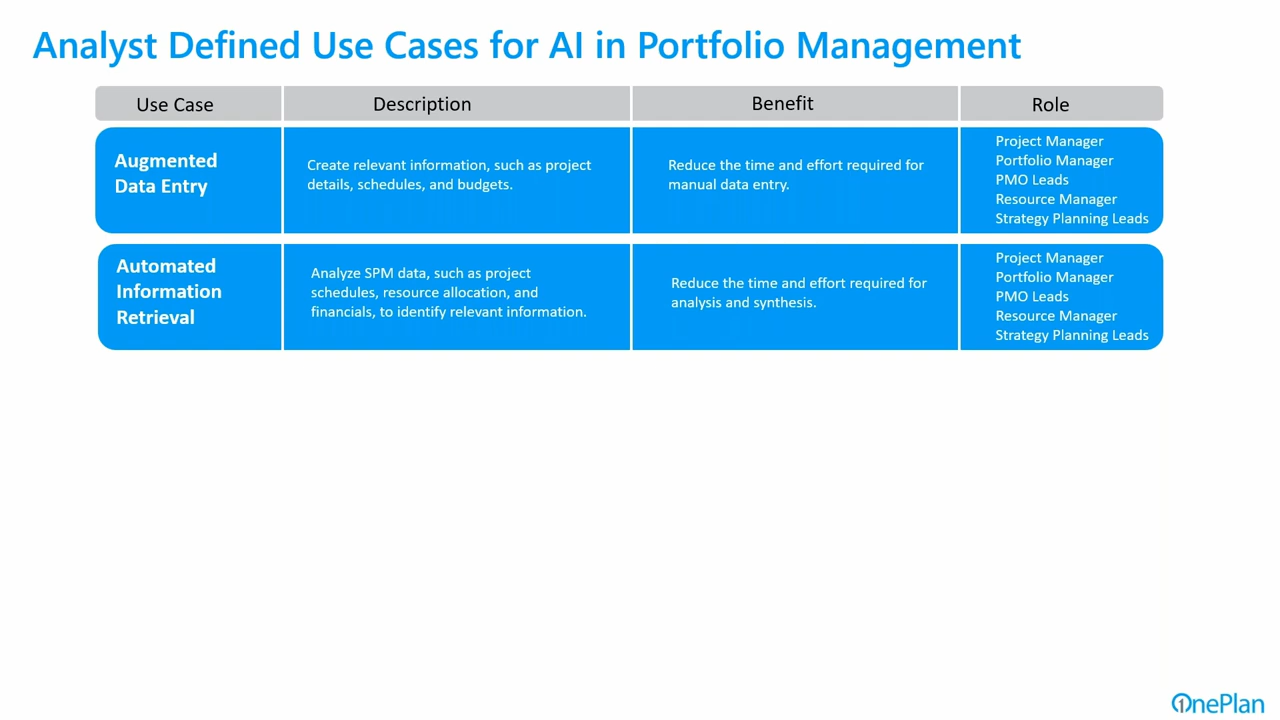 Analyst Defined Use Cases for AI in Portfolio Management
Use Case
Description
Benefit
Role
Augmented
Data Entry
Create relevant information, such as project
details, schedules, and budgets.
Reduce the time and effort required for
manual data entry.
Project Manager
Portfolio Manager
PMO Leads
Resource Manager
Strategy Planning Leads
Automated
Information
Retrieval
Analyze SPM data, such as project
schedules, resource allocation, and
financials, to identify relevant information.
Reduce the time and effort required for
analysis and synthesis.
Project Manager
Portfolio Manager
PMO Leads
Resource Manager
Strategy Planning Leads
OnePlan